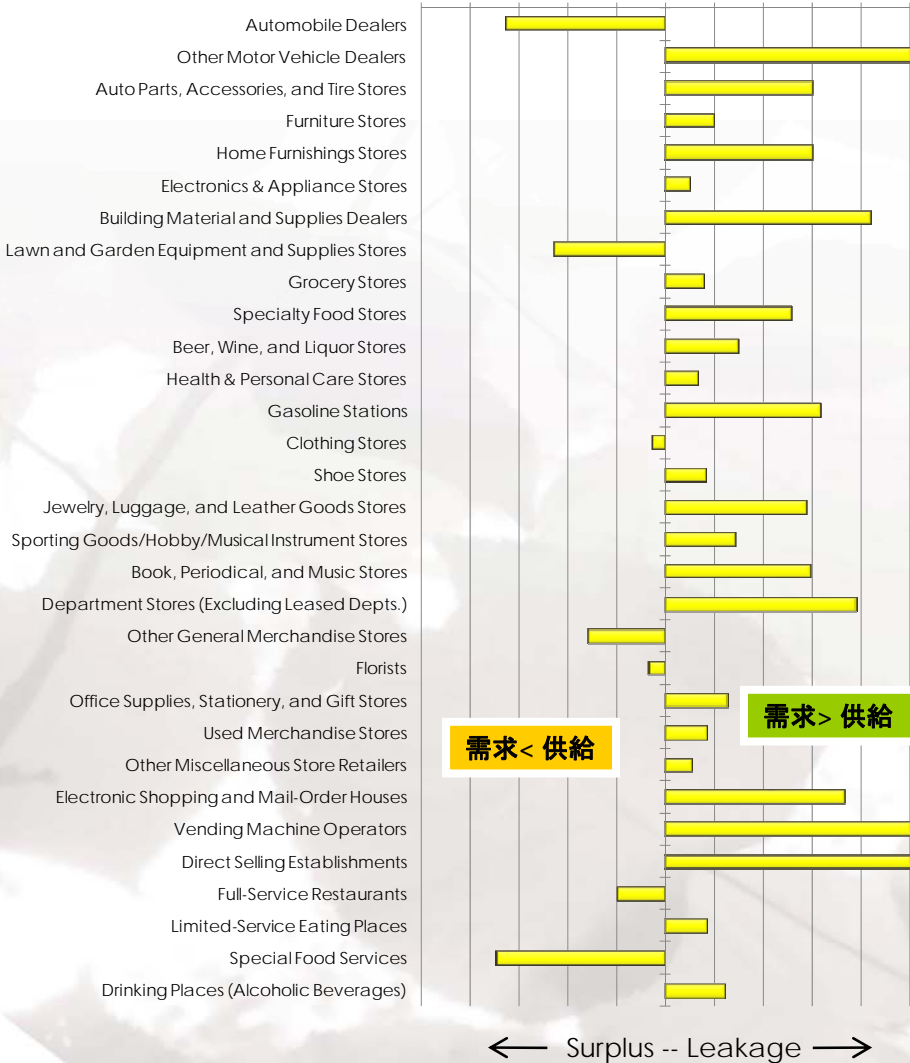 Automobile Dealers
Other Motor Vehicle Dealers
Auto Parts, Accessories, and Tire Stores
Furniture Stores
Home Furnishings Stores
Electronics & Appliance Stores
Building Material and Supplies Dealers
Lawn and Garden Equipment and Supplies Stores
Grocery Stores
Specialty Food Stores
Beer, Wine, and Liquor Stores
Health & Personal Care Stores
Gasoline Stations
Clothing Stores
Shoe Stores
Jewelry, Luggage, and Leather Goods Stores
Sporting Goods/Hobby/Musical Instrument Stores
Book, Periodical, and Music Stores
Department Stores (Excluding Leased Depts.)
Other General Merchandise Stores
Florists
Office Supplies, Stationery, and Gift Stores
需求> 供給
Used Merchandise Stores
需求< 供給
Other Miscellaneous Store Retailers
Electronic Shopping and Mail-Order Houses
Vending Machine Operators
Direct Selling Establishments
Full-Service Restaurants
Limited-Service Eating Places
Special Food Services
Drinking Places (Alcoholic Beverages)
← Surplus -- Leakage →